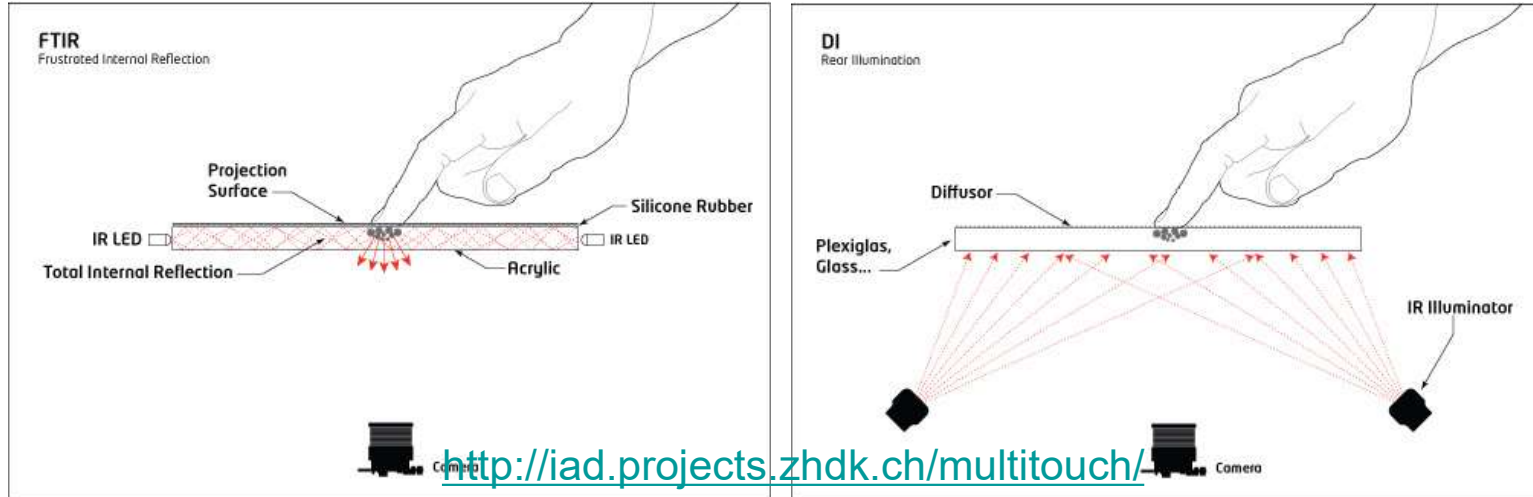 FTIR
Frustrated Internal Reflection
Projection
Surface
Silicone Rubber
IR LED
IR LED
Total Internal Reflection
Acrylic
Camera
DI
Rear Illumination
Diffusor
Plexiglas,
Glass...
IR Illuminator
Camera
http://iad.projects.zhdk.ch/multitouch/